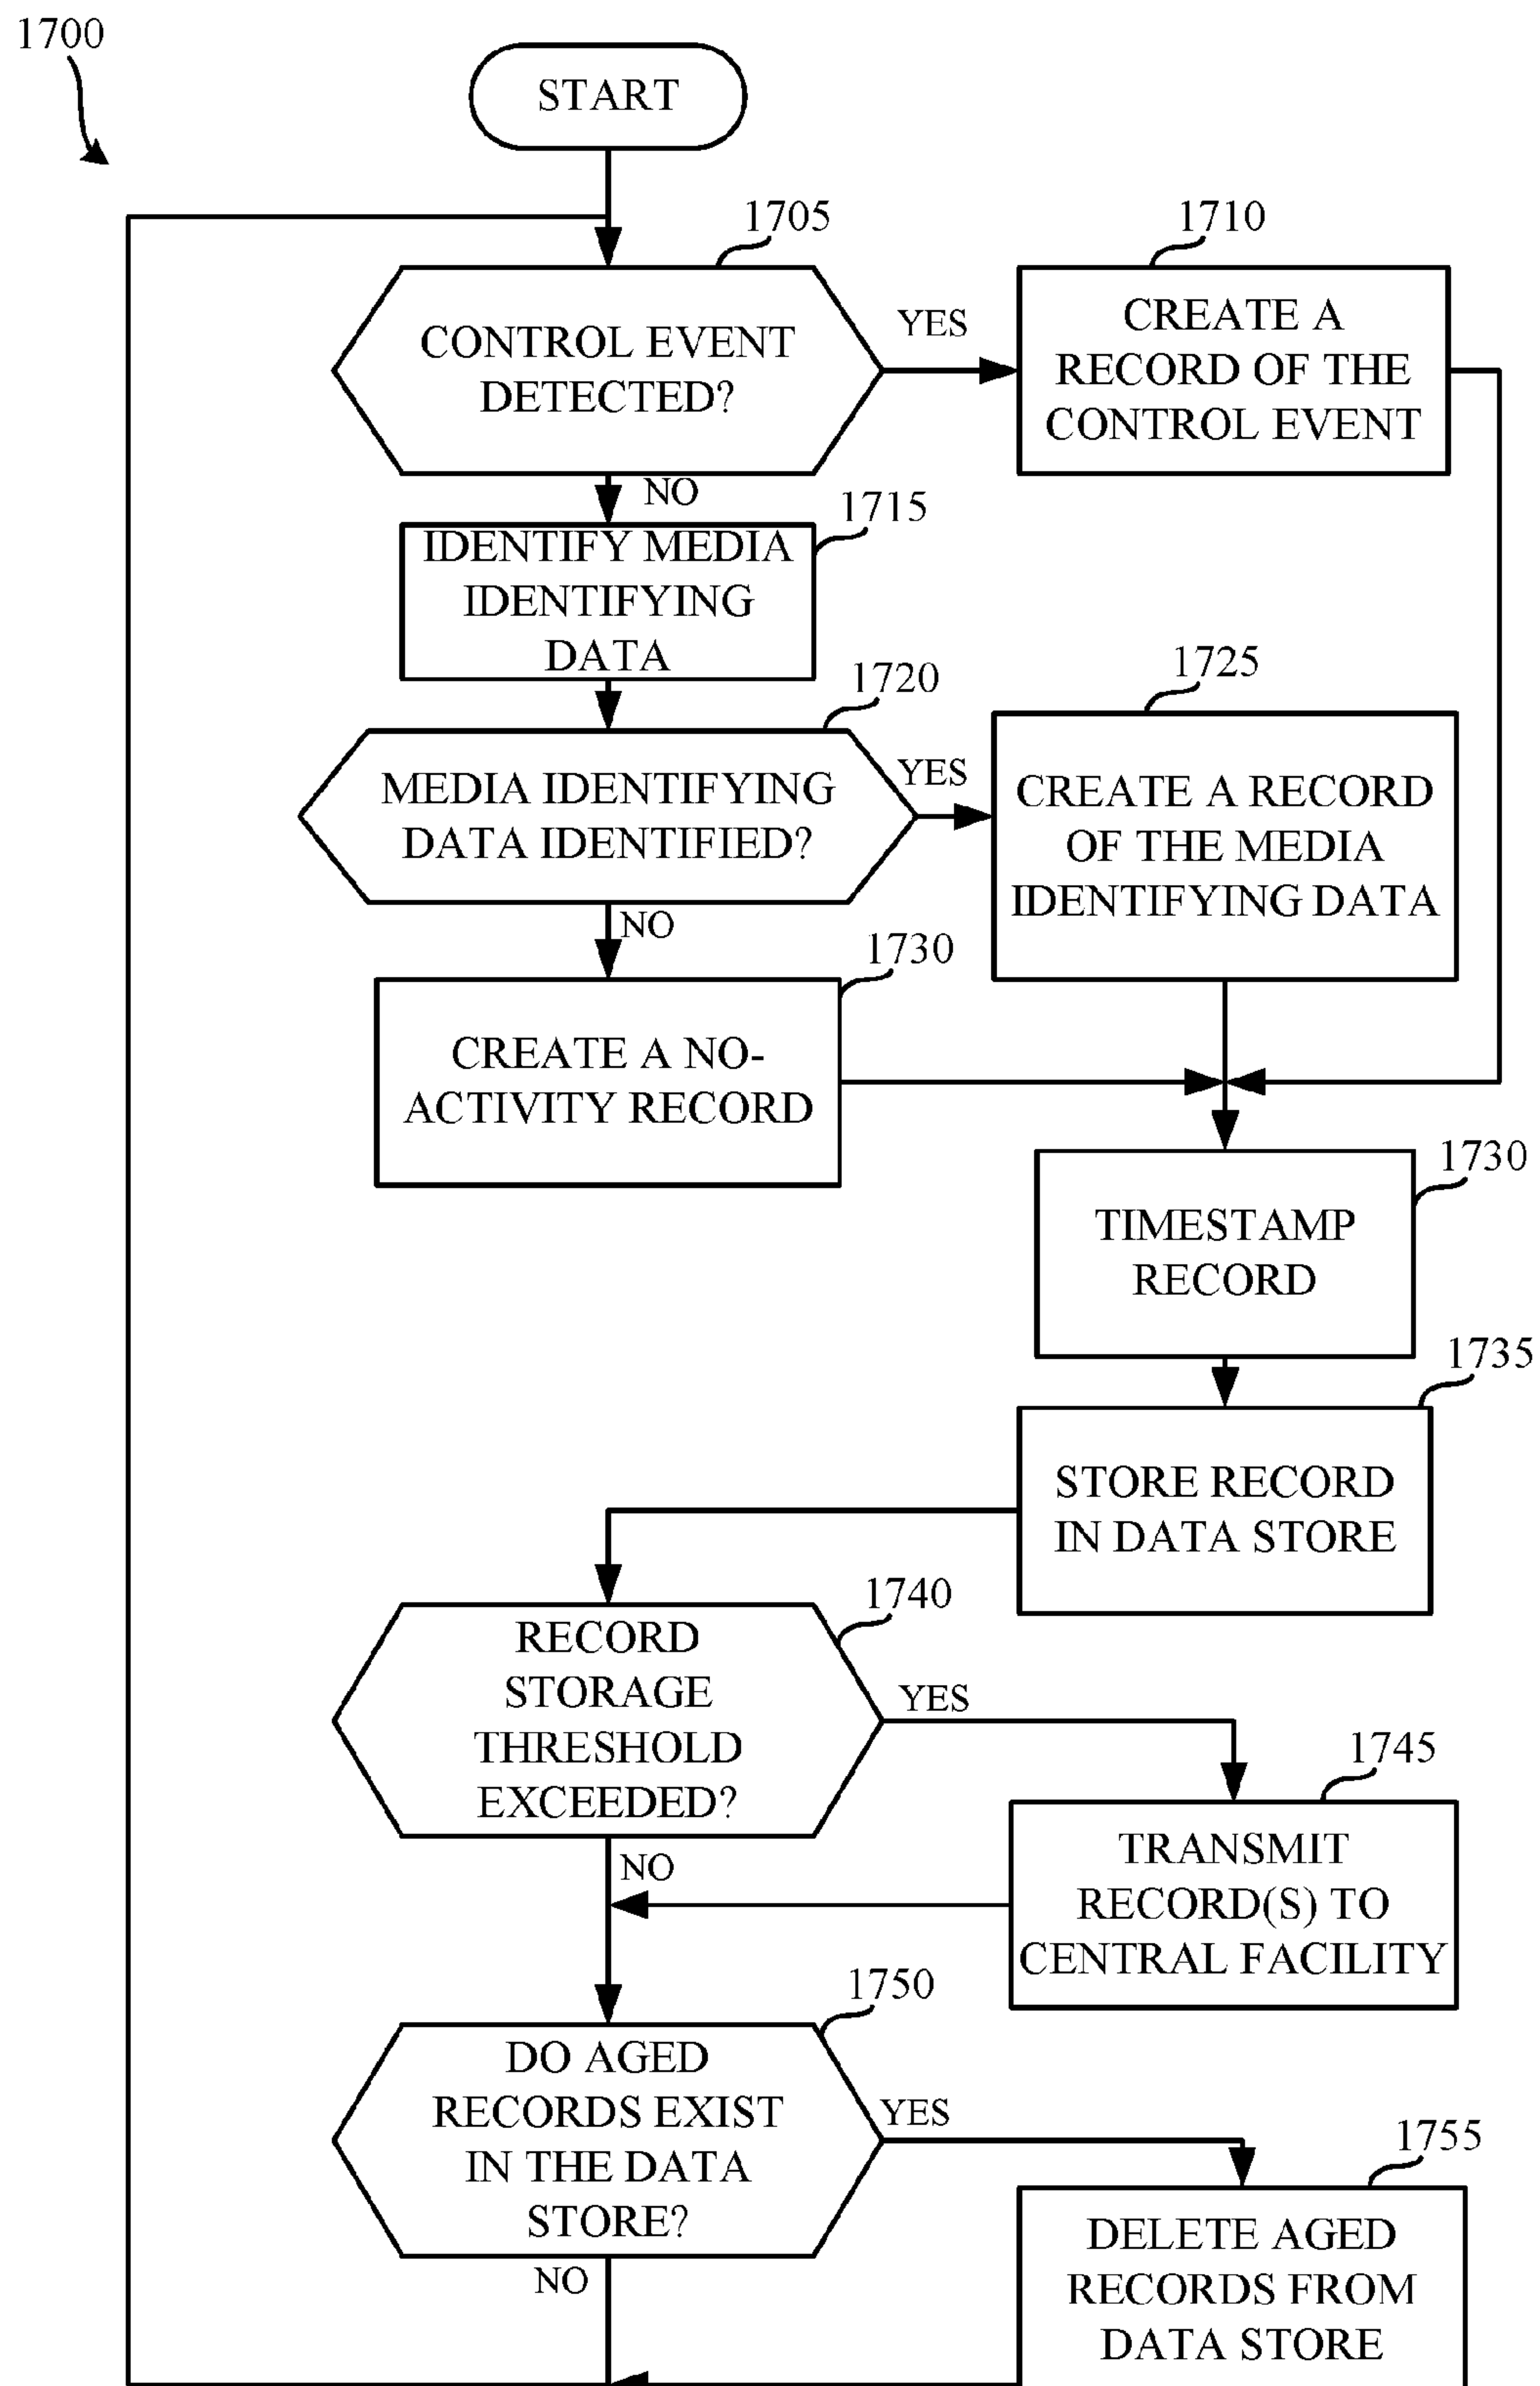 1700
START
1705
CONTROL EVENT
DETECTED?
YES
1710
CREATE A
RECORD OF THE
CONTROL EVENT
NO
1715
IDENTIFY MEDIA
IDENTIFYING
DATA
1720
MEDIA IDENTIFYING
DATA IDENTIFIED?
YES
1725
CREATE A RECORD
OF THE MEDIA
IDENTIFYING DATA
NO
1730
CREATE A NO-
ACTIVITY RECORD
1730
TIMESTAMP
RECORD
1735
STORE RECORD
IN DATA STORE
1740
RECORD
STORAGE
THRESHOLD
EXCEEDED?
YES
1745
TRANSMIT
RECORD(S) TO
CENTRAL FACILITY
NO
1750
DO AGED
RECORDS EXIST
IN THE DATA
STORE?
YES
1755
DELETE AGED
RECORDS FROM
DATA STORE
NO